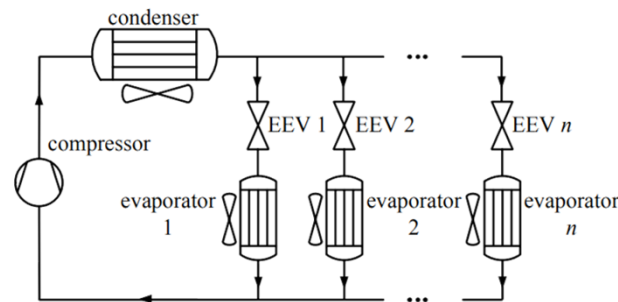 condenser
...
EEV 1
EEV 2
EEV n
compressor
evaporator
1
evaporator
2
evaporator
n
...